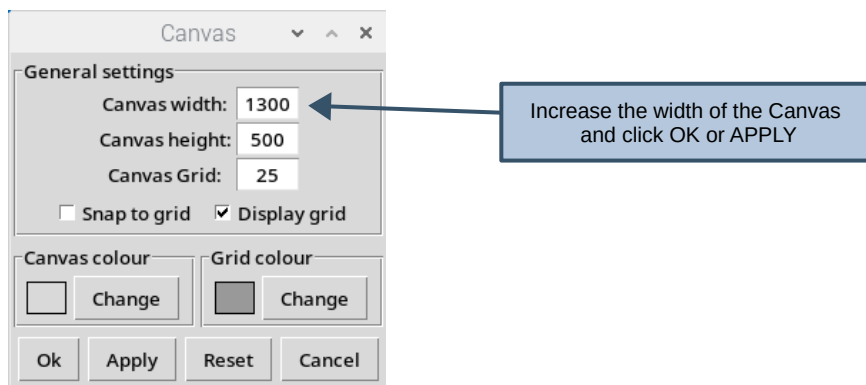 Canvas
General settings
Canvas width: 1300
Increase the width of the Canvas
and click OK or APPLY
Canvas height: 500
Canvas Grid: 25
Snap to grid Display grid
Canvas colour Grid colour
Change Change
Ok Apply Reset Cancel